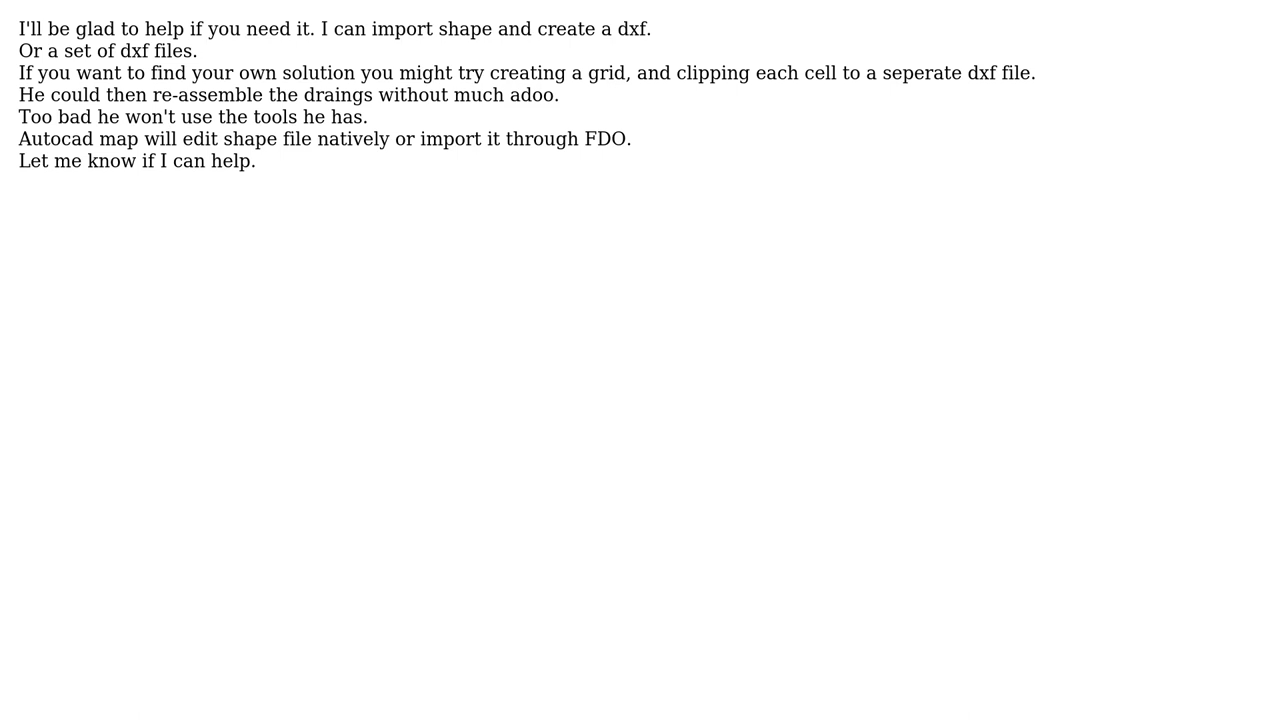 I'll be glad to help if you need it. I can import shape and create a dxf.
Or a set of dxf files.
If you want to find your own solution you might try creating a grid, and clipping each cell to a seperate dxf file.
He could then re-assemble the draings without much adoo.
Too bad he won't use the tools he has.
Autocad map will edit shape file natively or import it through FDO.
Let me know if I can help.